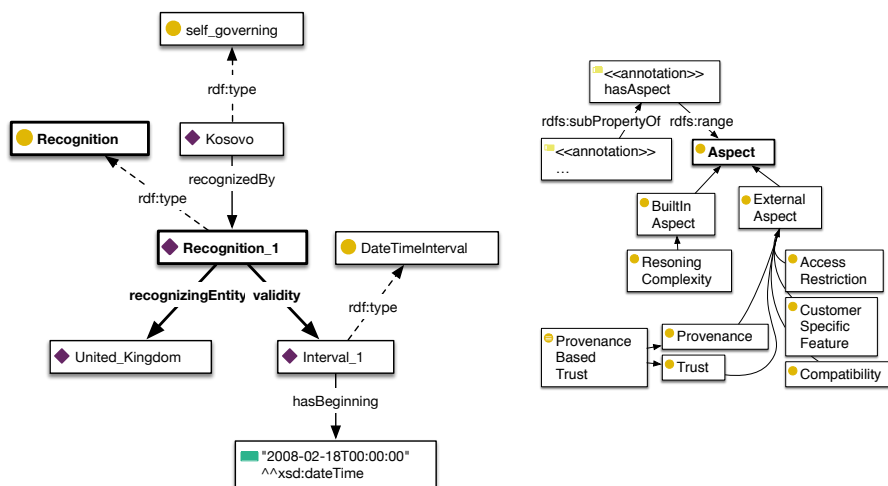 self_governing
rdf:type
Recognition
Kosovo
rdf:type
recognizedBy
Recognition_1
DateTimeInterval
recognizingEntity
validity
rdf:type
United_Kingdom
Interval_1
hasBeginning
"2008-02-18T00:00:00"
^^xsd:dateTime
<<annotation>>
hasAspect
rdfs:subPropertyOf
rdfs:range
<<annotation>>
...
Aspect
BuiltIn
Aspect
External
Aspect
Resoning
Complexity
Access
Restriction
Customer
Specific
Feature
Provenance
Based
Trust
Provenance
Trust
Compatibility